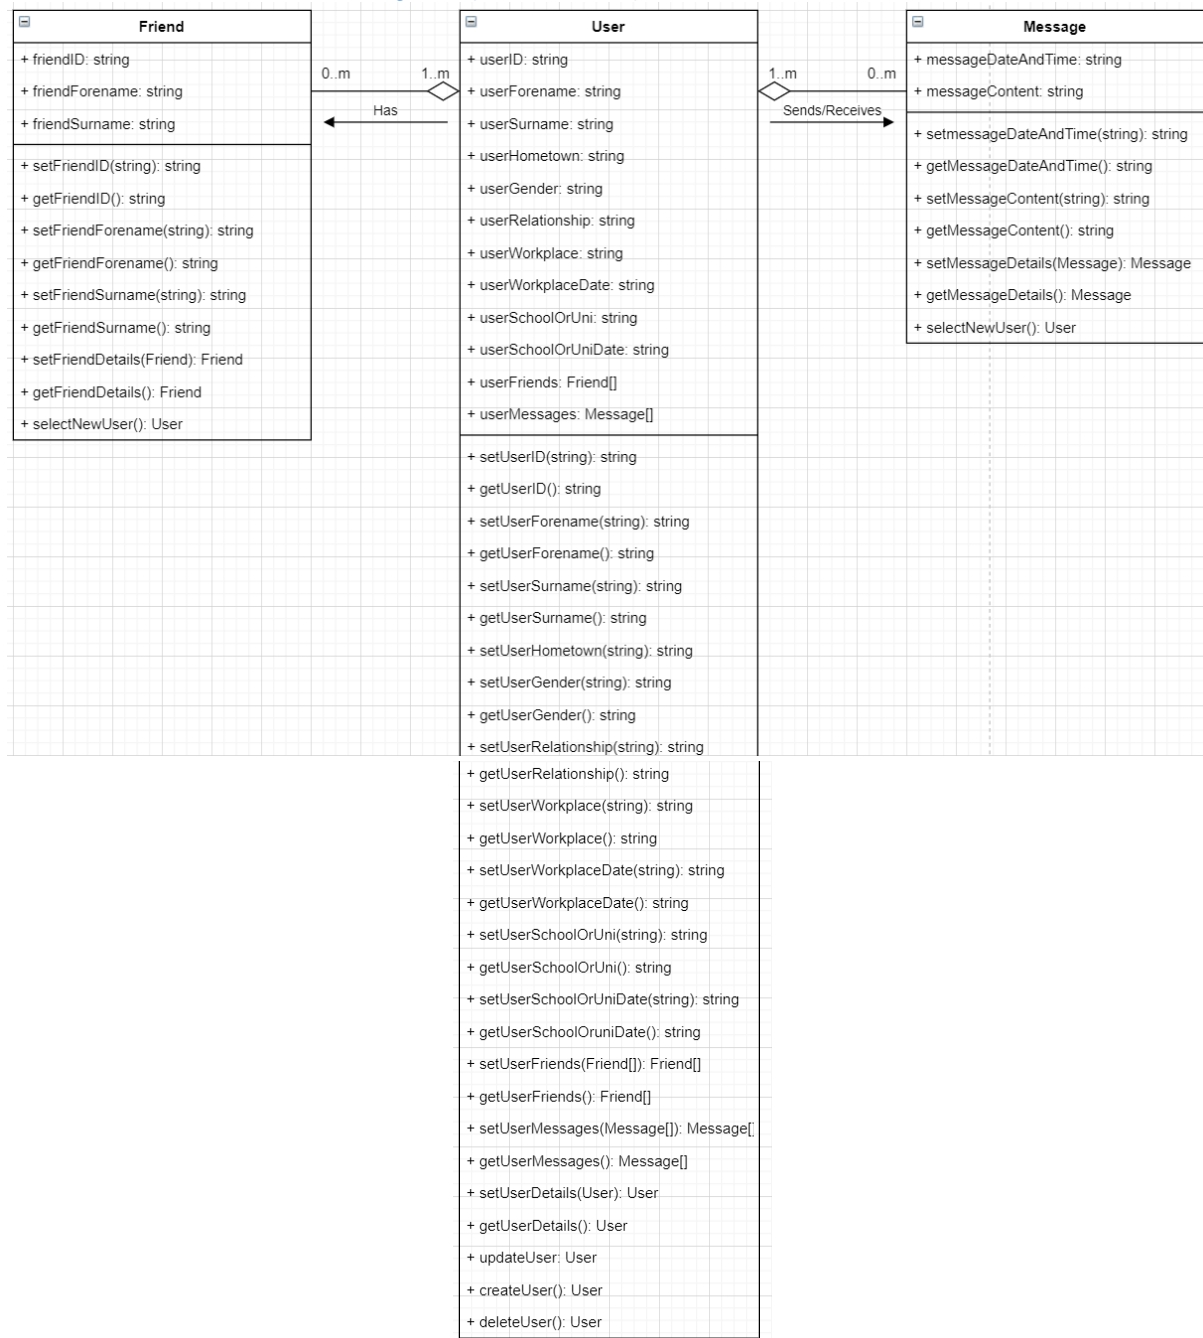 Friend
+ friendID: string
+ friendForename: string
+ friendSurname: string
+ setFriendID(string): string
+ getFriendID(): string
+ setFriendForename(string): string
+ getFriendForename(): string
+ setFriendSurname(string): string
+ getFriendSurname(): string
+ setFriendDetails(Friend): Friend
+ getFriendDetails(): Friend
+ selectNewUser(): User
0..m
1..m
Has
User
+ userID: string
+ userForename: string
+ userSurname: string
+ userHometown: string
+ userGender: string
+ userRelationship: string
+ userWorkplace: string
+ userWorkplaceDate: string
+ userSchoolOrUni: string
+ userSchoolOrUniDate: string
+ userFriends: Friend[]
+ userMessages: Message[]
+ setUserID(string): string
+ getUserID(): string
+ setUserForename(string): string
+ getUserForename(): string
+ setUserSurname(string): string
+ getUserSurname(): string
+ setUserHometown(string): string
+ setUserGender(string): string
+ getUserGender(): string
+ setUserRelationship(string): string
+ getUserRelationship(): string
+ setUserWorkplace(string): string
+ getUserWorkplace(): string
+ setUserWorkplaceDate(string): string
+ getUserWorkplaceDate(): string
+ setUserSchoolOrUni(string): string
+ getUserSchoolOrUni(): string
+ setUserSchoolOrUniDate(string): string
+ getUserSchoolOruniDate(): string
+ setUserFriends(Friend[]): Friend[]
+ getUserFriends(): Friend[]
+ setUserMessages(Message[]): Message[]
+ getUserMessages(): Message[]
+ setUserDetails(User): User
+ getUserDetails(): User
+ updateUser: User
+ createUser(): User
+ deleteUser(): User
1..m
0..m
Sends/Receives
Message
+ messageDateAndTime: string
+ messageContent: string
+ setmessageDateAndTime(string): string
+ getMessageDateAndTime(): string
+ setMessageContent(string): string
+ getMessageContent(): string
+ setMessageDetails(Message): Message
+ getMessageDetails(): Message
+ selectNewUser(): User